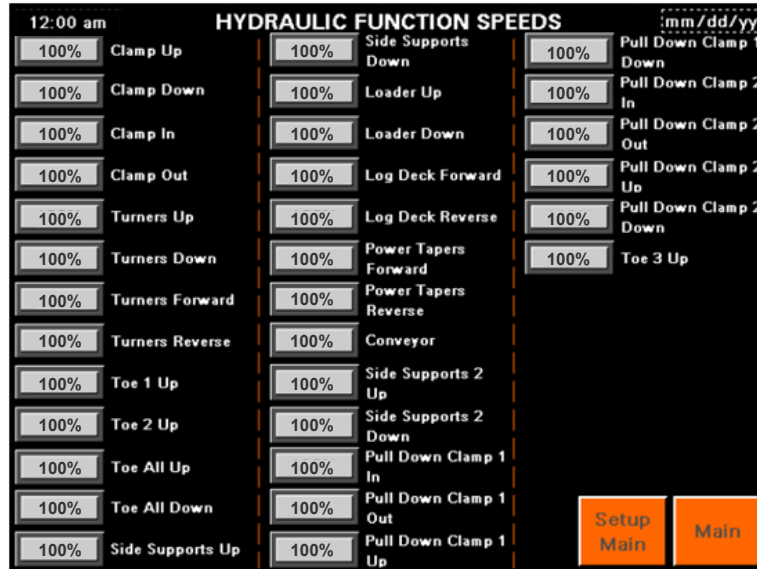 12:00 am
HYDRAULIC FUNCTION SPEEDS
mm/dd/yy
100% Clamp Up
100% Clamp Down
100% Clamp In
100% Clamp Out
100% Turners Up
100% Turners Down
100% Turners Forward
100% Turners Reverse
100% Toe 1 Up
100% Toe 2 Up
100% Toe All Up
100% Toe All Down
100% Side Supports Up
100% Side Supports
Down
100% Loader Up
100% Loader Down
100% Log Deck Forward
100% Log Deck Reverse
100% Power Tapers
Forward
100% Power Tapers
Reverse
100% Conveyor
100% Side Supports 2
Up
100% Side Supports 2
Down
100% Pull Down Clamp 1
In
100% Pull Down Clamp 1
Out
100% Pull Down Clamp 1
Up
100% Pull Down Clamp 1
Down
100% Pull Down Clamp 2
In
100% Pull Down Clamp 2
Out
100% Pull Down Clamp 2
Up
100% Pull Down Clamp 2
Down
100% Toe 3 Up
Setup
Main
Main